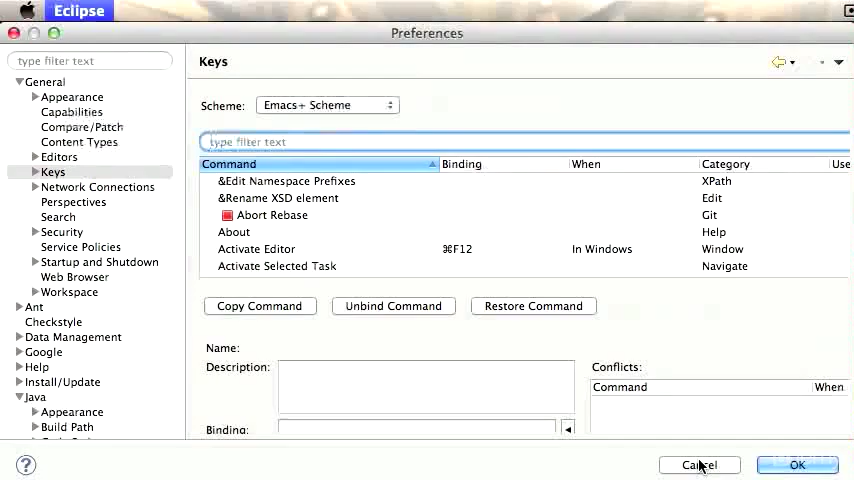 Eclipse
Preferences
type filter text
Keys
General
Appearance
Capabilities
Compare/Patch
Content Types
Editors
Keys
Network Connections
Perspectives
Search
Security
Service Policies
Startup and Shutdown
Web Browser
Workspace
Ant
Checkstyle
Data Management
Google
Help
Install/Update
Java
Appearance
Build Path
Scheme: Emacs+ Scheme
type filter text
Command Binding When Category Use
&Edit Namespace Prefixes XPath
&Rename XSD element Edit
Abort Rebase Git
About Help
Activate Editor ⌘F12 In Windows Window
Activate Selected Task Navigate
Copy Command Unbind Command Restore Command
Name:
Description: Conflicts:
Command When
Binding:
? Cancel OK